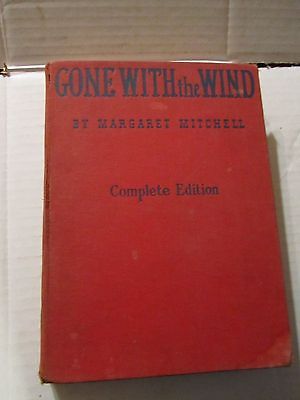 GONE WITH the WIND
BY MARGARET MITCHELL
Complete Edition